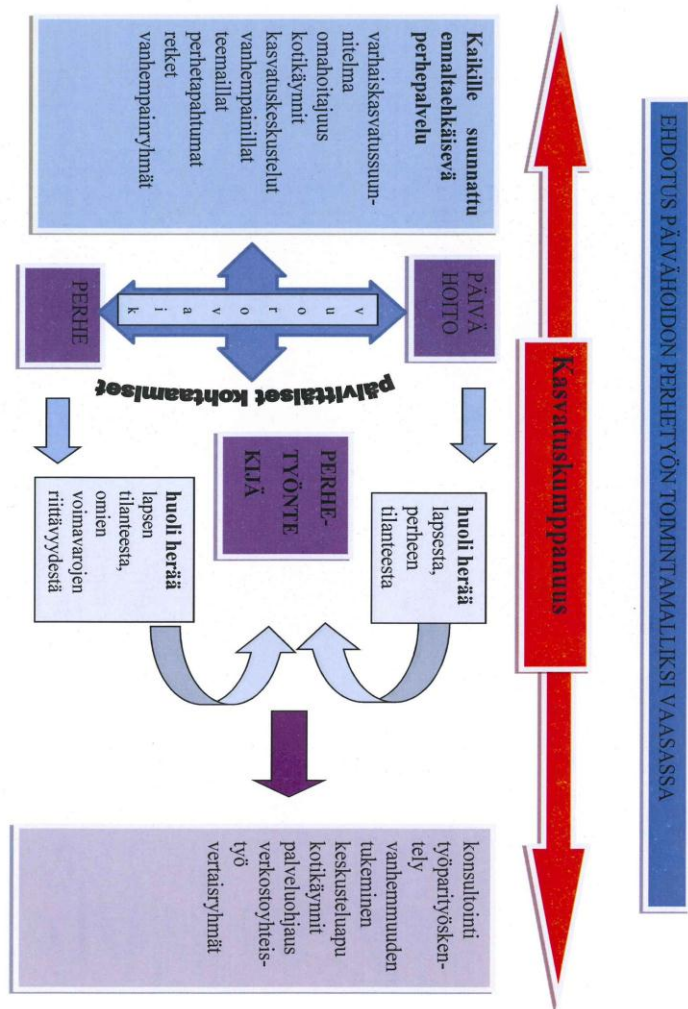 EHDOTUS PÄIVÄHOIDON PERHETYÖN TOIMINTAMALLIKSI VAASASSA
Kasvatuskumppanuus
Kaikille suunnattu
ennaltaehkäisevä
perhepalvelu
varhaiskasvatussuun-
nitelma
omahoitajuus
kotikäynnit
kasvatuskeskustelut
vanhempainillat
teemaillat
perhetapahtumat
retket
vanhempainryhmät
PÄIVÄ
HOITO
vuorovaik
PERHE
päivittäiset kohtaamiset
huoli herää
lapsesta,
perheen
tilanteesta
PERHE-
TYÖNTE
KIJÄ
huoli herää
lapsen
tilanteesta,
omien
voimavarojen
riittävyydestä
konsultointi
työparityösken-
tely
vanhemmuuden
tukeminen
keskusteluapu
kotikäynnit
palveluohjaus
verkostoyhteis-
työ
vertaisryhmät